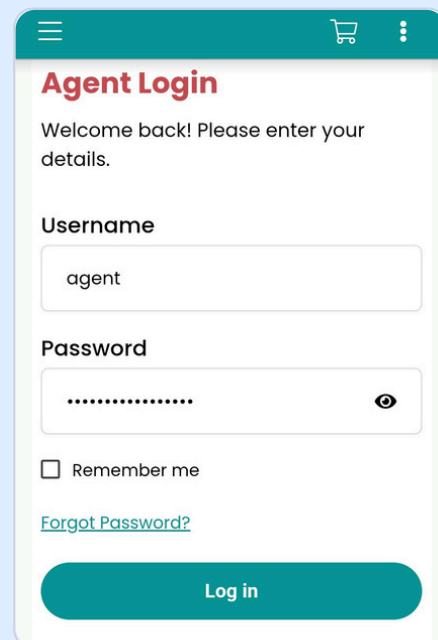 Agent Login
Welcome back! Please enter your
details.
Username
agent
Password
•••••••••••••••••
Remember me
Forgot Password?
Log in